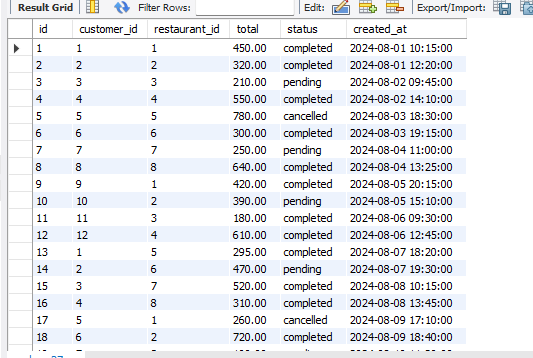 Result Grid Filter Rows: Edit: Export/Import:
id customer_id restaurant_id total status created_at
1 1 1 450.00 completed 2024-08-01 10:15:00
2 2 2 320.00 completed 2024-08-01 12:20:00
3 3 3 210.00 pending 2024-08-02 09:45:00
4 4 4 550.00 completed 2024-08-02 14:10:00
5 5 5 780.00 cancelled 2024-08-03 18:30:00
6 6 6 300.00 completed 2024-08-03 19:15:00
7 7 7 250.00 pending 2024-08-04 11:00:00
8 8 8 640.00 completed 2024-08-04 13:25:00
9 9 1 420.00 completed 2024-08-05 20:15:00
10 10 2 390.00 pending 2024-08-05 15:10:00
11 11 3 180.00 completed 2024-08-06 09:30:00
12 12 4 610.00 completed 2024-08-06 12:45:00
13 1 5 295.00 completed 2024-08-07 18:20:00
14 2 6 470.00 pending 2024-08-07 19:30:00
15 3 7 520.00 completed 2024-08-08 10:15:00
16 4 8 310.00 completed 2024-08-08 13:45:00
17 5 1 260.00 cancelled 2024-08-09 17:10:00
18 6 2 720.00 completed 2024-08-09 18:40:00